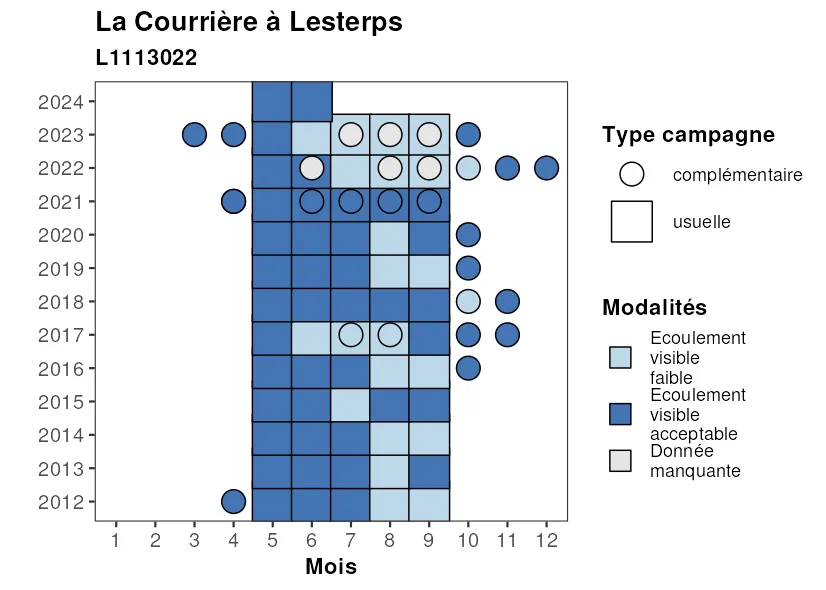 La Courrière à Lesterps
L1113022
2024
2023
2022
2021
2020
2019
2018
2017
2016
2015
2014
2013
2012
1 2 3 4 5 6 7 8 9 10 11 12
Mois
Type campagne
complémentaire
usuelle
Modalités
Ecoulement
visible
faible
Ecoulement
visible
acceptable
Donnée
manquante